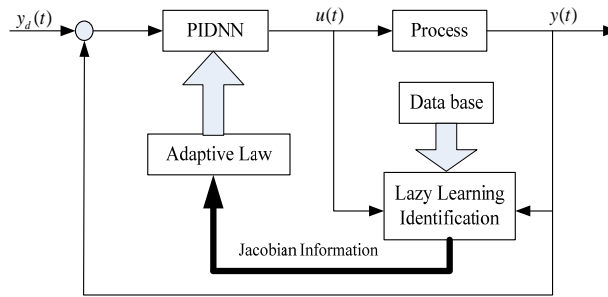 y_d(t)
PIDNN
u(t)
Process
y(t)
Data base
Adaptive Law
Lazy Learning
Identification
Jacobian Information